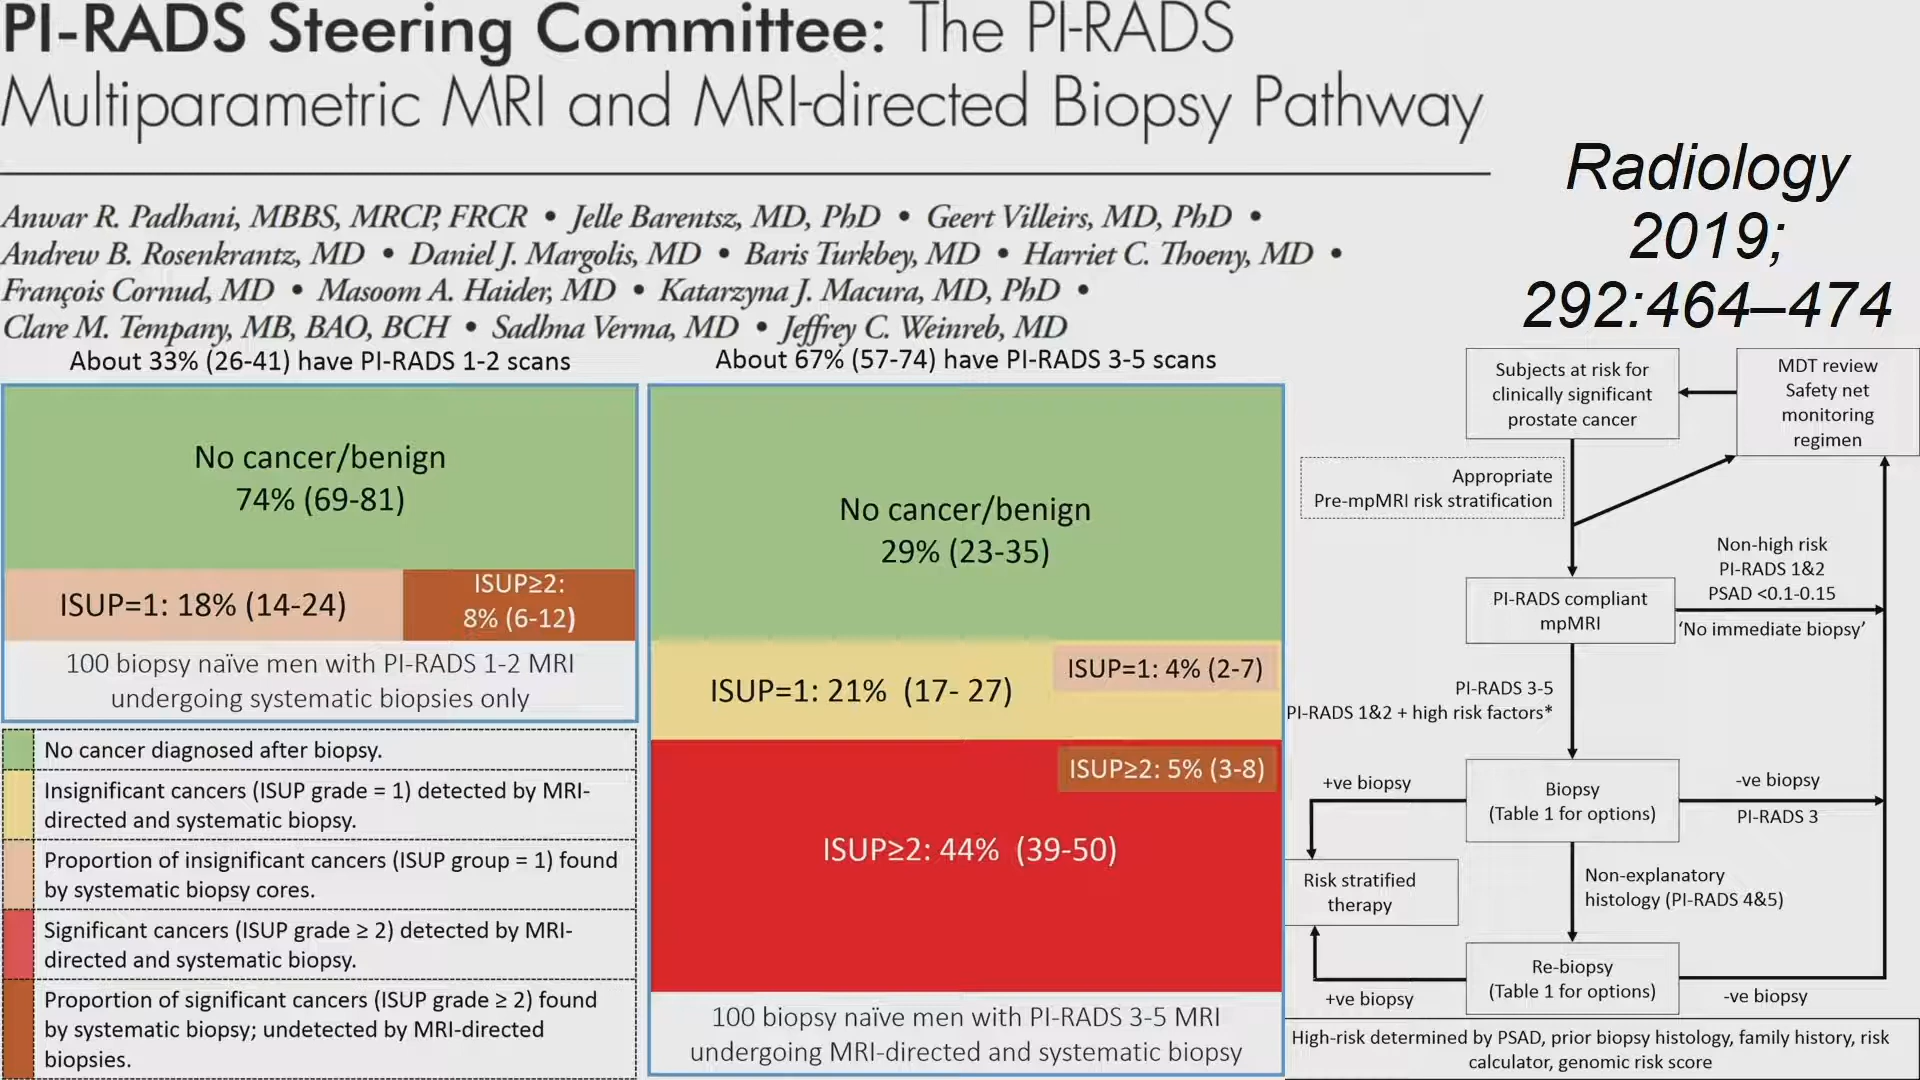 PI-RADS Steering Committee: The PI-RADS
Multiparametric MRI and MRI-directed Biopsy Pathway
Radiology
2019;
292:464–474
Anwar R. Padhani, MBBS, MRCP, FRCR • Jelle Barentsz, MD, PhD • Geert Villeirs, MD, PhD •
Andrew B. Rosenkrantz, MD • Daniel J. Margolis, MD • Baris Turkbey, MD • Harriet C. Thoeny, MD •
François Cornud, MD • Masoom A. Haider, MD • Katarzyna J. Macura, MD, PhD •
Clare M. Tempany, MB, BAO, BCH • Sadhna Verma, MD • Jeffrey C. Weinreb, MD
About 33% (26-41) have PI-RADS 1-2 scans
No cancer/benign
74% (69-81)
ISUP=1: 18% (14-24)
ISUP≥2:
8% (6-12)
100 biopsy naïve men with PI-RADS 1-2 MRI
undergoing systematic biopsies only
No cancer diagnosed after biopsy.
Insignificant cancers (ISUP grade = 1) detected by MRI-
directed and systematic biopsy.
Proportion of insignificant cancers (ISUP group = 1) found
by systematic biopsy cores.
Significant cancers (ISUP grade ≥ 2) detected by MRI-
directed and systematic biopsy.
Proportion of significant cancers (ISUP grade ≥ 2) found
by systematic biopsy; undetected by MRI-directed
biopsies.
About 67% (57-74) have PI-RADS 3-5 scans
No cancer/benign
29% (23-35)
ISUP=1: 21% (17- 27)
ISUP=1: 4% (2-7)
ISUP≥2: 5% (3-8)
ISUP≥2: 44% (39-50)
100 biopsy naïve men with PI-RADS 3-5 MRI
undergoing MRI-directed and systematic biopsy
Subjects at risk for
clinically significant
prostate cancer
MDT review
Safety net
monitoring
regimen
Appropriate
Pre-mpMRI risk stratification
Non-high risk
PI-RADS 1&2
PSAD <0.1-0.15
PI-RADS compliant
mpMRI
‘No immediate biopsy’
PI-RADS 3-5
PI-RADS 1&2 + high risk factors*
+ve biopsy
Biopsy
(Table 1 for options)
-ve biopsy
PI-RADS 3
Risk stratified
therapy
Non-explanatory
histology (PI-RADS 4&5)
+ve biopsy
Re-biopsy
(Table 1 for options)
-ve biopsy
High-risk determined by PSAD, prior biopsy histology, family history, risk
calculator, genomic risk score